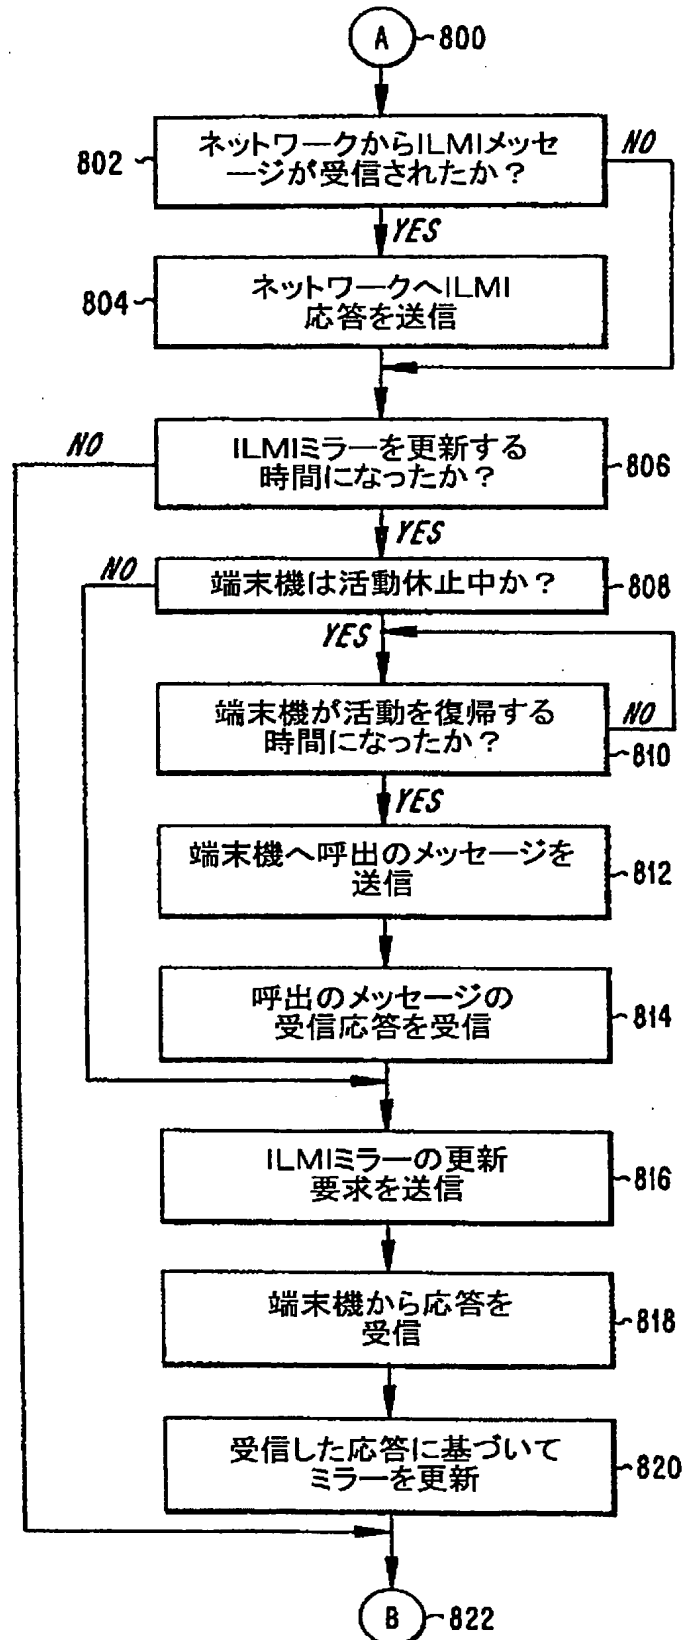 A 800
802
ネットワークからILMIメッセ
ージが受信されたか？
NO
YES
804
ネットワークへILMI
応答を送信
NO
ILMIミラーを更新する
時間になったか？
806
YES
NO
端末機は活動休止中か？
808
YES
端末機が活動を復帰する
時間になったか？
NO
810
YES
端末機へ呼出のメッセージを
送信
812
呼出のメッセージの
受信応答を受信
814
ILMIミラーの更新
要求を送信
816
端末機から応答を
受信
818
受信した応答に基づいて
ミラーを更新
820
B 822